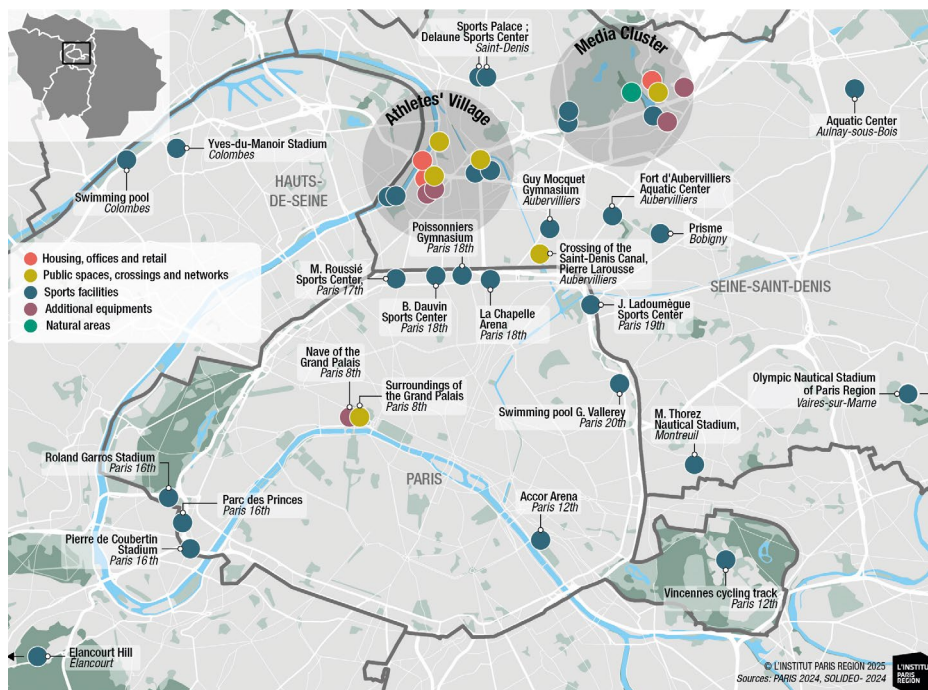 Sports Palace ;
Delaune Sports Center
Saint-Denis
Media Cluster
Athletes' Village
Aquatic Center
Aulnay-sous-Bois
Yves-du-Manoir Stadium
Colombes
Swimming pool
Colombes
HAUTS-
DE-SEINE
Guy Mocquet
Gymnasium
Aubervilliers
Fort d'Aubervilliers
Aquatic Center
Aubervilliers
Prisme
Bobigny
Poissonniers
Gymnasium
Paris 18th
Crossing of the
Saint-Denis Canal,
Pierre Larousse
Aubervilliers
Housing, offices and retail
Public spaces, crossings and networks
Sports facilities
Additional equipments
Natural areas
M. Roussié
Sports Center,
Paris 17th
B. Dauvin
Sports Center
Paris 18th
La Chapelle
Arena
Paris 18th
SEINE-SAINT-DENIS
J. Ladoumègue
Sports Center
Paris 19th
Nave of the
Grand Palais
Paris 8th
Surroundings of
the Grand Palais
Paris 8th
Swimming pool G. Vallerey
Paris 20th
Olympic Nautical Stadium
of Paris Region
Vaires-sur-Marne
M. Thorez
Nautical Stadium,
Montreuil
Roland Garros Stadium
Paris 16th
PARIS
Parc des Princes
Paris 16th
Accor Arena
Paris 12th
Pierre de Coubertin
Stadium
Paris 16th
Vincennes cycling track
Paris 12th
Elancourt Hill
Élancourt
© L'INSTITUT PARIS REGION 2025
Sources: PARIS 2024, SOLIDEO- 2024
L'INSTITUT
PARIS
REGION